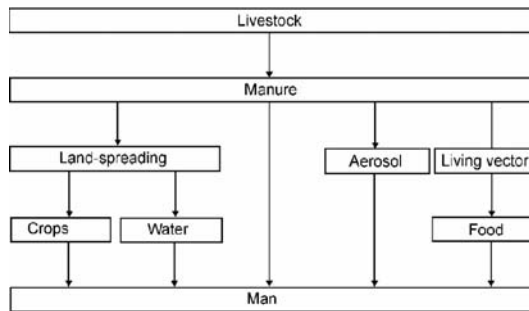 Livestock
Manure
Land-spreading
Aerosol
Living vector
Crops
Water
Food
Man